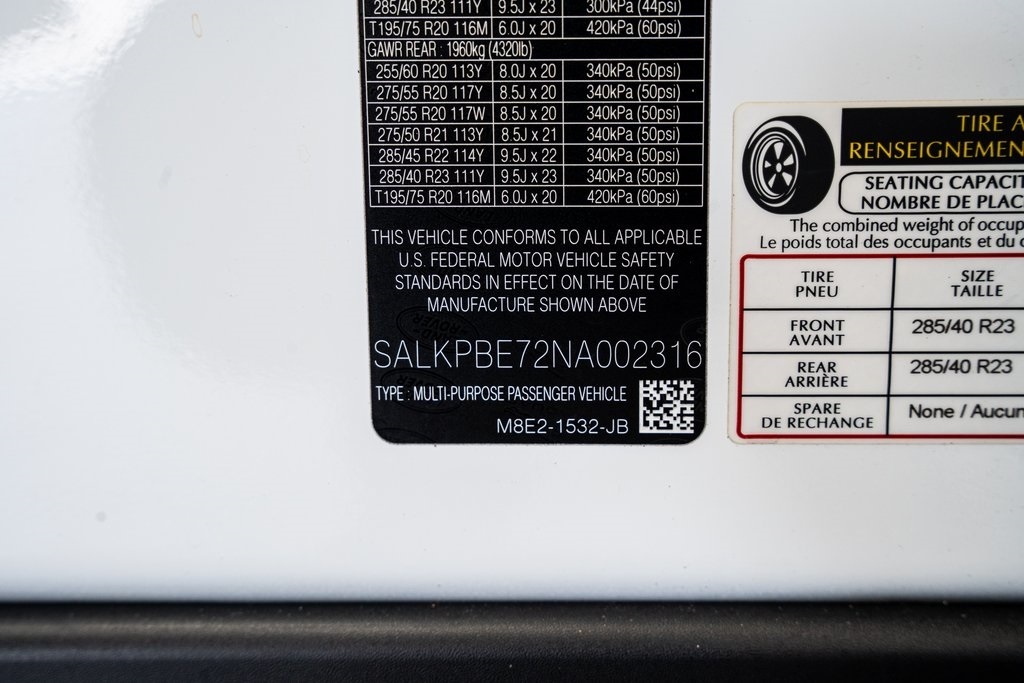 285/40 R23 111Y 9.5J x 23 300kPa (44psi)
T195/75 R20 116M 6.0J x 20 420kPa (60psi)
GAWR REAR : 1960kg (4320lb)
255/60 R20 113Y 8.0J x 20 340kPa (50psi)
275/55 R20 117Y 8.5J x 20 340kPa (50psi)
275/55 R20 117W 8.5J x 20 340kPa (50psi)
275/50 R21 113Y 8.5J x 21 340kPa (50psi)
285/45 R22 114Y 9.5J x 22 340kPa (50psi)
285/40 R23 111Y 9.5J x 23 340kPa (50psi)
T195/75 R20 116M 6.0J x 20 420kPa (60psi)
THIS VEHICLE CONFORMS TO ALL APPLICABLE
U.S. FEDERAL MOTOR VEHICLE SAFETY
STANDARDS IN EFFECT ON THE DATE OF
MANUFACTURE SHOWN ABOVE
SALKPBE72NA002316
TYPE : MULTI-PURPOSE PASSENGER VEHICLE
M8E2-1532-JB
TIRE A
RENSEIGNEMEN
SEATING CAPACIT
NOMBRE DE PLAC
The combined weight of occup
Le poids total des occupants et du
TIRE SIZE
PNEU TAILLE
FRONT
AVANT
285/40 R23
REAR
ARRIÈRE
285/40 R23
SPARE
DE RECHANGE
None / Aucun